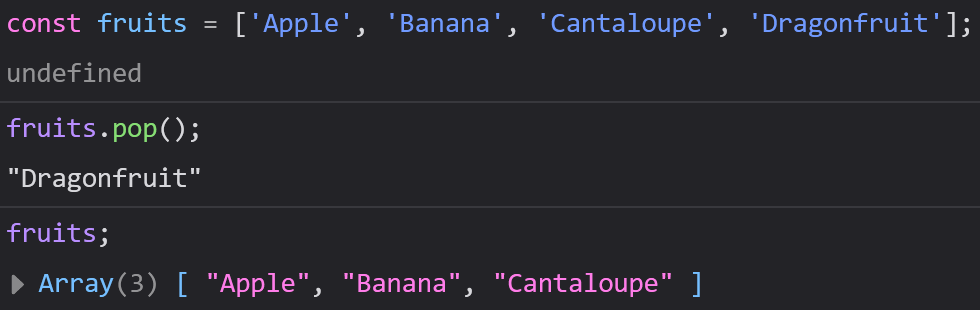 const fruits = ['Apple', 'Banana', 'Cantaloupe', 'Dragonfruit'];
undefined
fruits.pop();
"Dragonfruit"
fruits;
Array(3) [ "Apple", "Banana", "Cantaloupe" ]